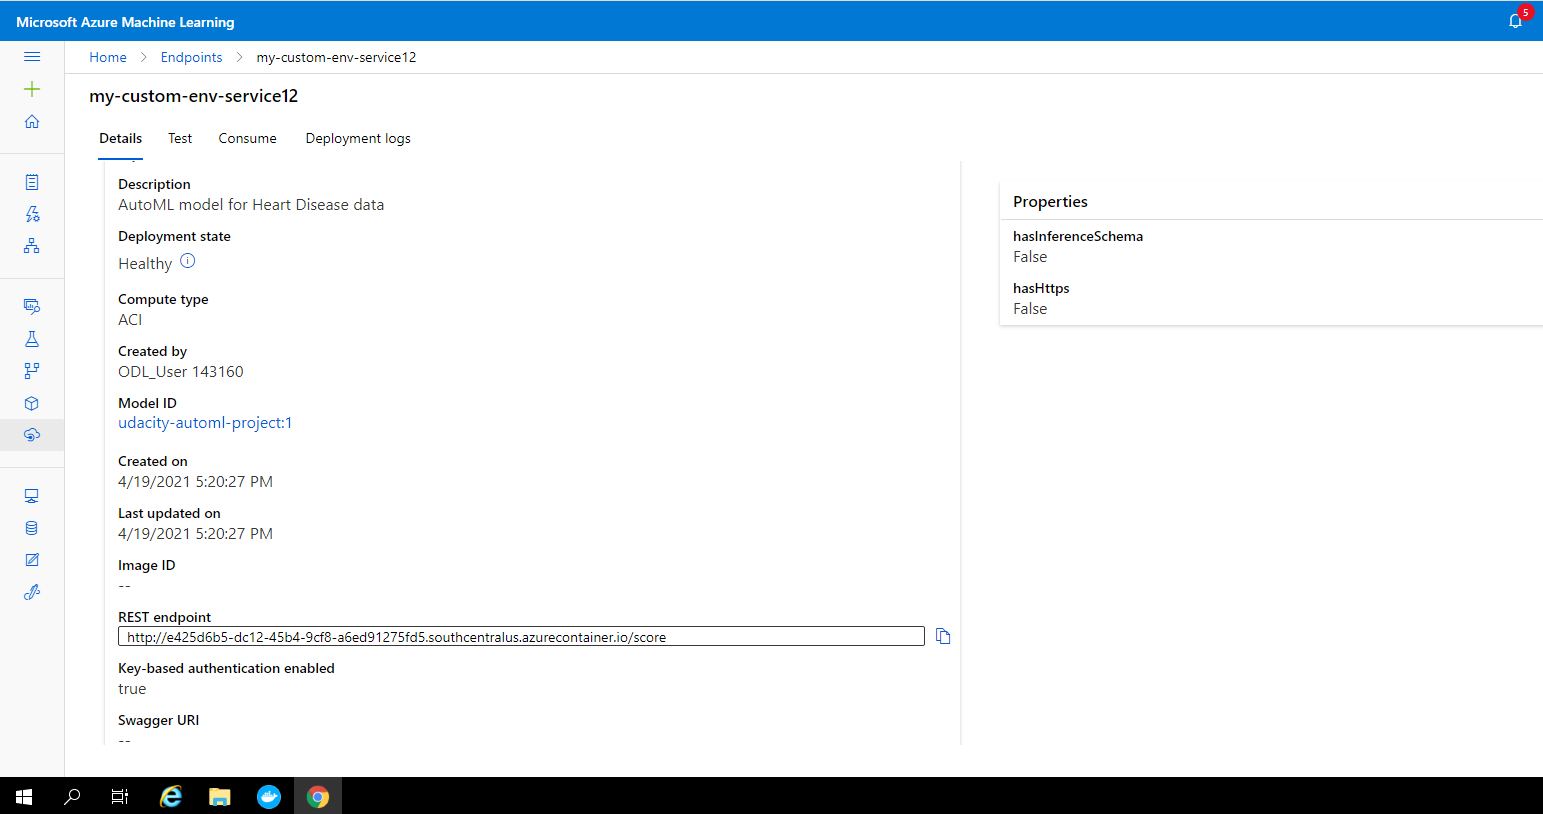 Microsoft Azure Machine Learning
5
Home > Endpoints > my-custom-env-service12
my-custom-env-service12
Details Test Consume Deployment logs
Description
AutoML model for Heart Disease data
Deployment state
Healthy
Compute type
ACI
Created by
ODL_User 143160
Model ID
udacity-automl-project:1
Created on
4/19/2021 5:20:27 PM
Last updated on
4/19/2021 5:20:27 PM
Image ID
--
REST endpoint
http://e425d6b5-dc12-45b4-9cf8-a6ed91275fd5.southcentralus.azurecontainer.io/score
Key-based authentication enabled
true
Swagger URI
--
Properties
hasInferenceSchema
False
hasHttps
False